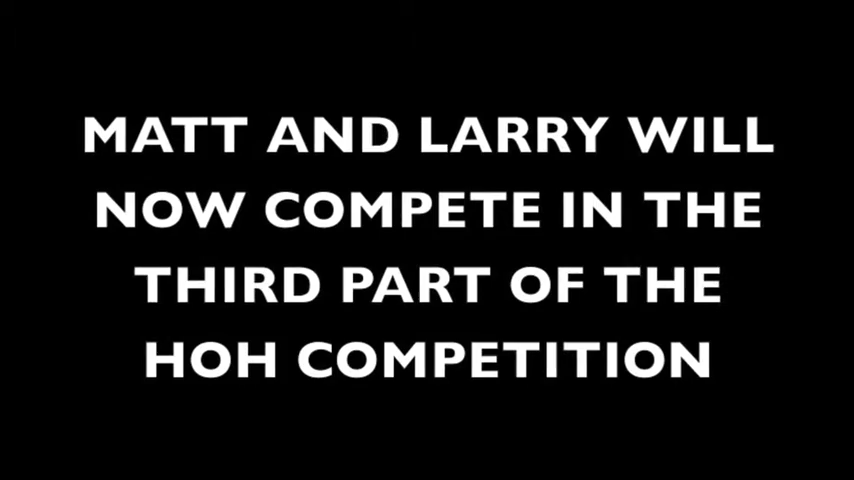 MATT AND LARRY WILL
NOW COMPETE IN THE
THIRD PART OF THE
HOH COMPETITION